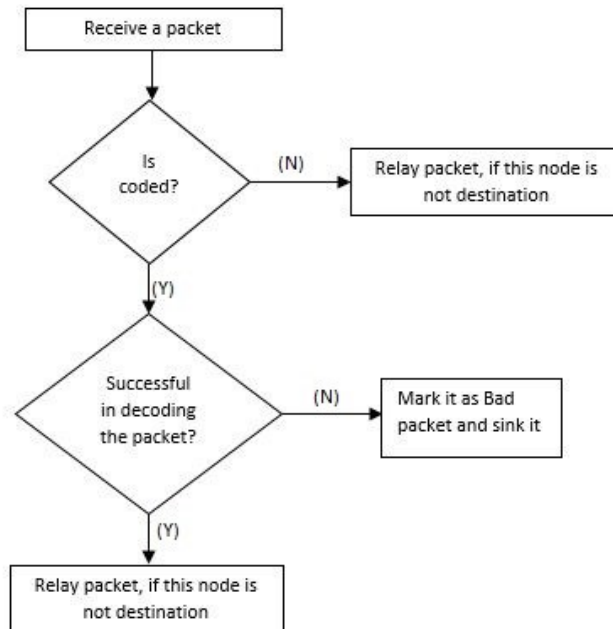 Receive a packet
Is
coded?
(N)
Relay packet, if this node is
not destination
(Y)
Successful
in decoding
the packet?
(N)
Mark it as Bad
packet and sink it
(Y)
Relay packet, if this node is
not destination